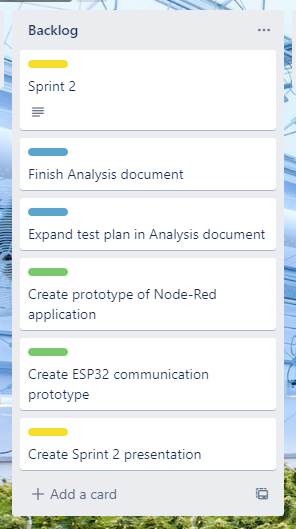 Backlog
Sprint 2
Finish Analysis document
Expand test plan in Analysis document
Create prototype of Node-Red
application
Create ESP32 communication
prototype
Create Sprint 2 presentation
+ Add a card